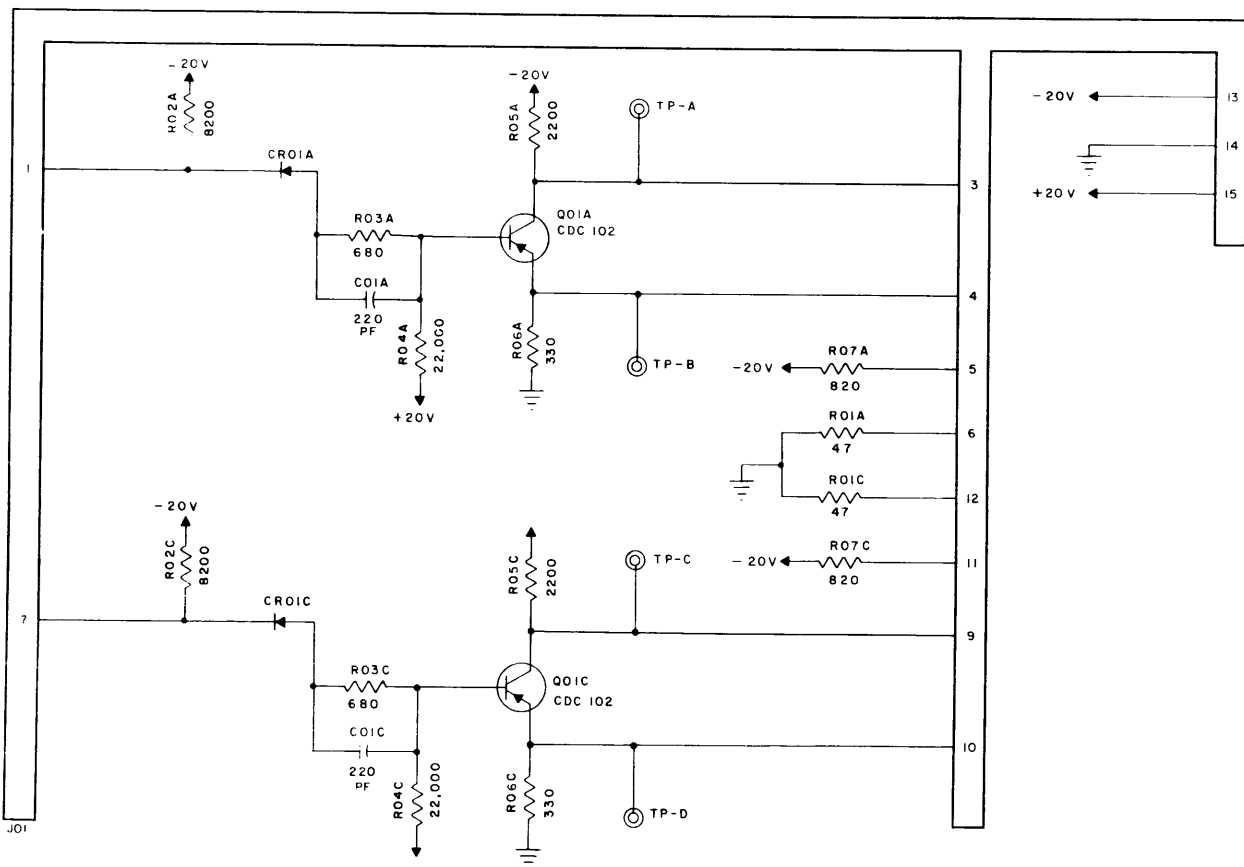 -20V
R02A
8200
1
CR01A
R03A
680
C01A
220
PF
R04A
22,000
+20V
-20V
R05A
2200
TP-A
Q01A
CDC 102
R06A
330
TP-B
3
4
-20V
R07A
820
5
R01A
47
6
R01C
47
12
-20V
R07C
820
11
-20V
13
14
+20V
15
-20V
R02C
8200
7
CR01C
R03C
680
C01C
220
PF
R04C
22,000
R05C
2200
TP-C
9
Q01C
CDC 102
10
R06C
330
TP-D
J01